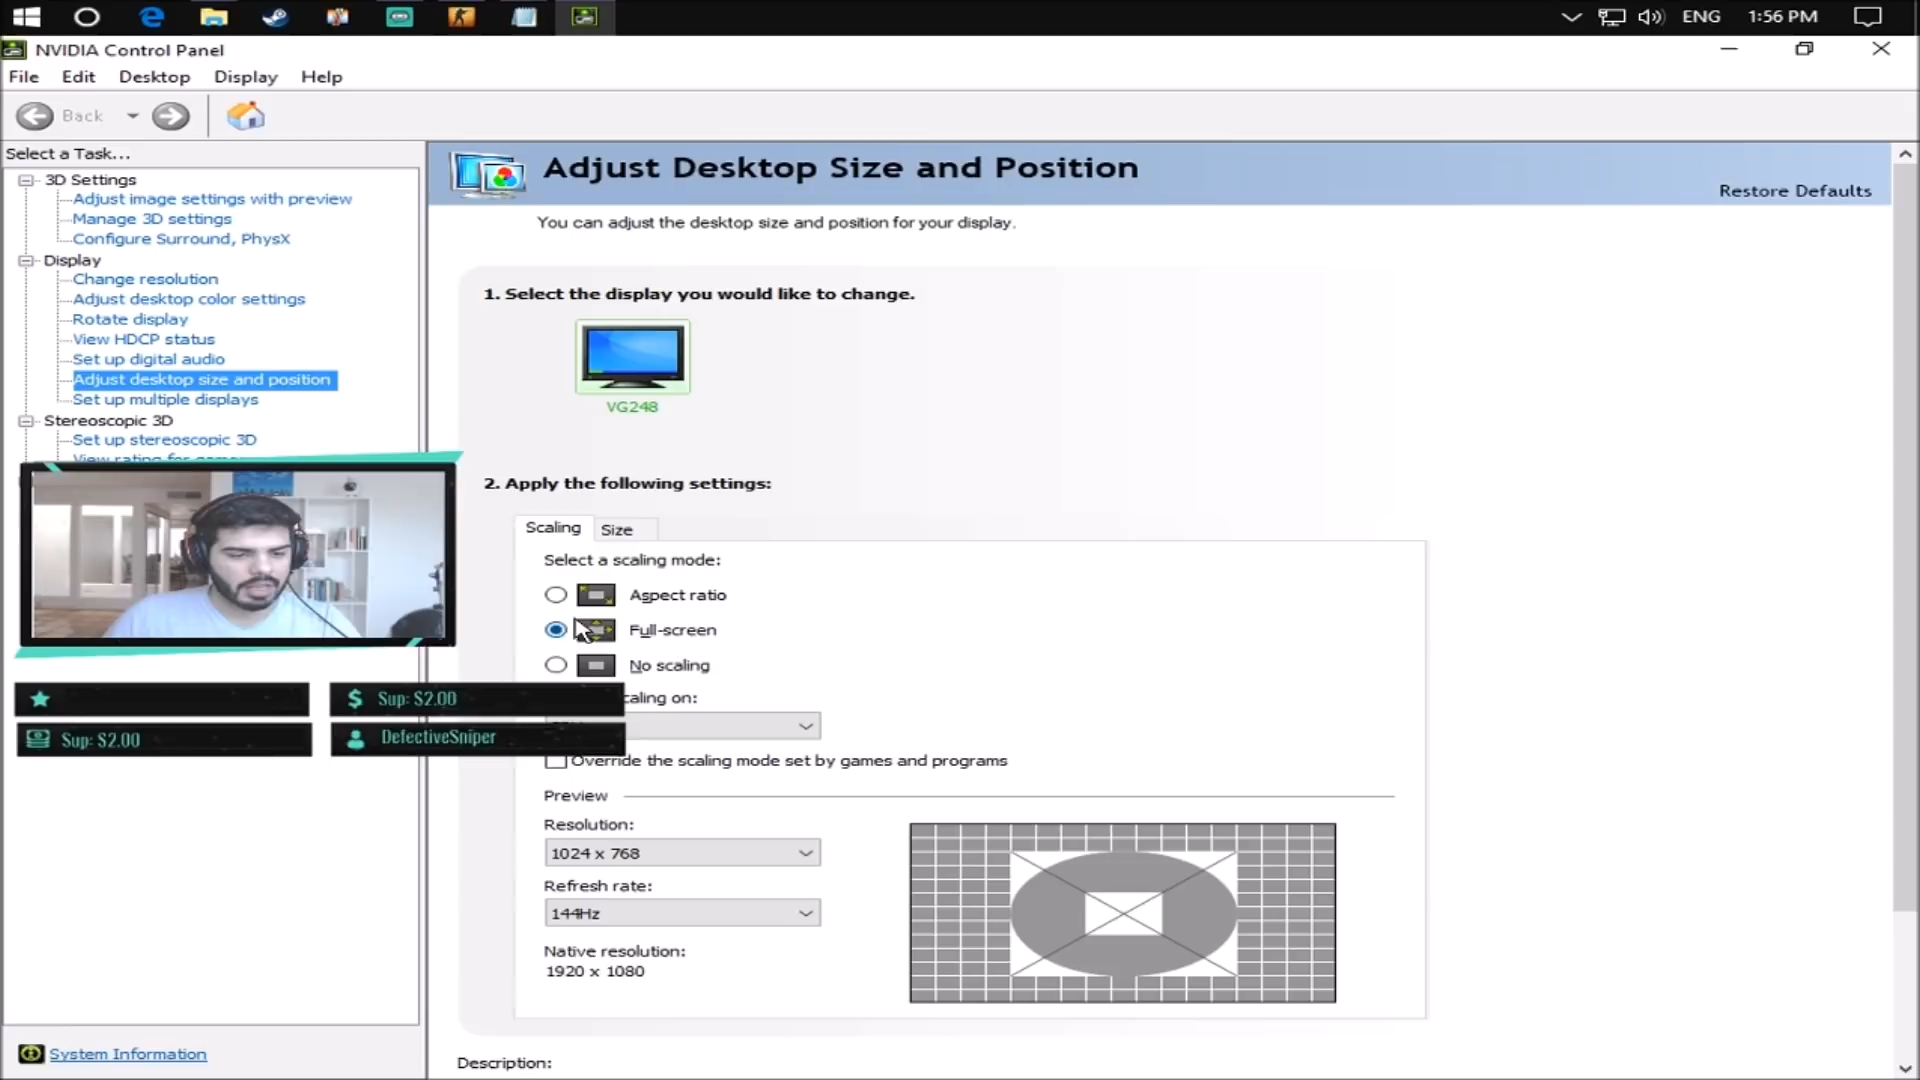 ENG
1:56 PM
NVIDIA Control Panel
File Edit Desktop Display Help
Back
Select a Task...
3D Settings
Adjust image settings with preview
Manage 3D settings
Configure Surround, PhysX
Display
Change resolution
Adjust desktop color settings
Rotate display
View HDCP status
Set up digital audio
Adjust desktop size and position
Set up multiple displays
Stereoscopic 3D
Set up stereoscopic 3D
View rating for games
Sup: $2.00
Sup: $2.00
DefectiveSniper
System Information
Adjust Desktop Size and Position
Restore Defaults
You can adjust the desktop size and position for your display.
1. Select the display you would like to change.
VG248
2. Apply the following settings:
Scaling Size
Select a scaling mode:
Aspect ratio
Full-screen
No scaling
caling on:
Override the scaling mode set by games and programs
Preview
Resolution:
1024 x 768
Refresh rate:
144Hz
Native resolution:
1920 x 1080
Description: